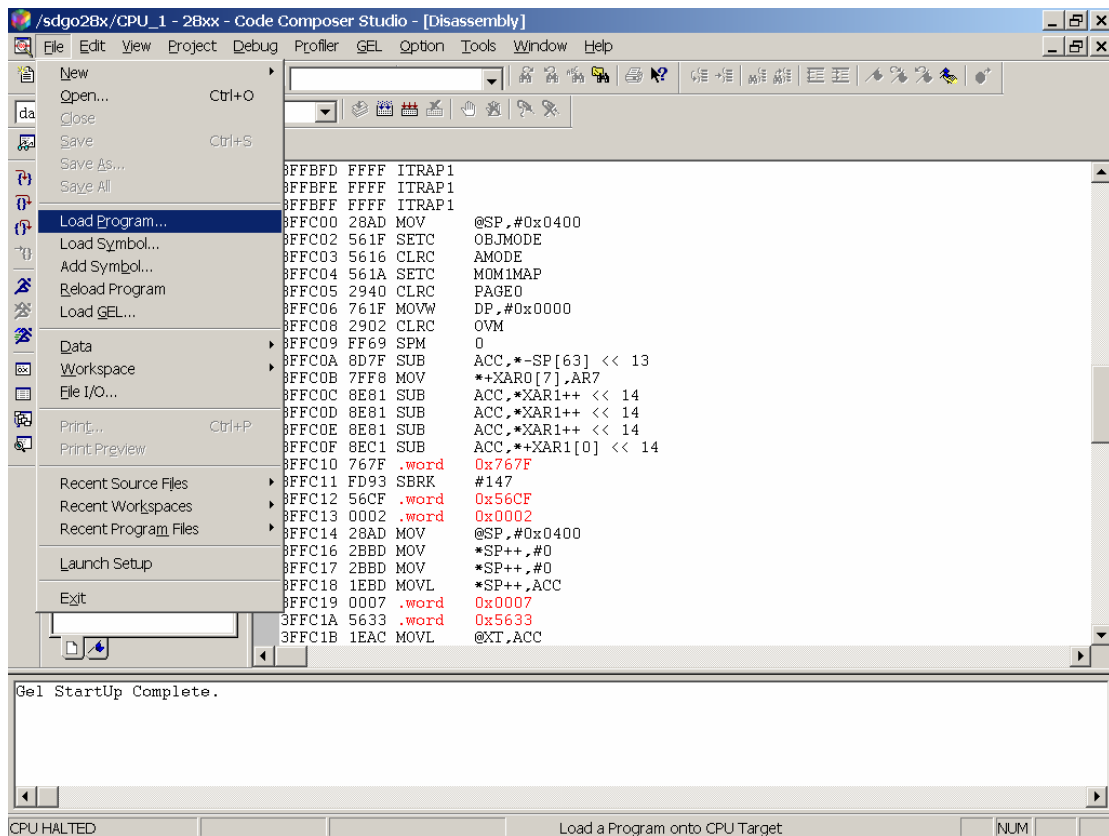 /sdgo28x/CPU_1 - 28xx - Code Composer Studio - [Disassembly]
File Edit View Project Debug Profiler GEL Option Tools Window Help
New
Open... Ctrl+O
da
Close
Save Ctrl+S
Save As...
Save All
Load Program...
Load Symbol...
Add Symbol...
Reload Program
Load GEL...
Data
Workspace
File I/O...
Print... Ctrl+P
Print Preview
Recent Source Files
Recent Workspaces
Recent Program Files
Launch Setup
Exit
3FFBFD FFFF ITRAP1
3FFBFE FFFF ITRAP1
3FFBFF FFFF ITRAP1
3FFC00 28AD MOV @SP,#0x0400
3FFC02 561F SETC OBJMODE
3FFC03 5616 CLRC AMODE
3FFC04 561A SETC M0M1MAP
3FFC05 2940 CLRC PAGE0
3FFC06 761F MOVW DP,#0x0000
3FFC08 2902 CLRC OVM
3FFC09 FF69 SPM 0
3FFC0A 8D7F SUB ACC,*-SP[63] << 13
3FFC0B 7FF8 MOV *+XAR0[7],AR7
3FFC0C 8E81 SUB ACC,*XAR1++ << 14
3FFC0D 8E81 SUB ACC,*XAR1++ << 14
3FFC0E 8E81 SUB ACC,*XAR1++ << 14
3FFC0F 8EC1 SUB ACC,*+XAR1[0] << 14
3FFC10 767F .word 0x767F
3FFC11 FD93 SBRK #147
3FFC12 56CF .word 0x56CF
3FFC13 0002 .word 0x0002
3FFC14 28AD MOV @SP,#0x0400
3FFC16 2BBD MOV *SP++,#0
3FFC17 2BBD MOV *SP++,#0
3FFC18 1EBD MOVL *SP++,ACC
3FFC19 0007 .word 0x0007
3FFC1A 5633 .word 0x5633
3FFC1B 1EAC MOVL @XT,ACC
Gel StartUp Complete.
CPU HALTED Load a Program onto CPU Target NUM